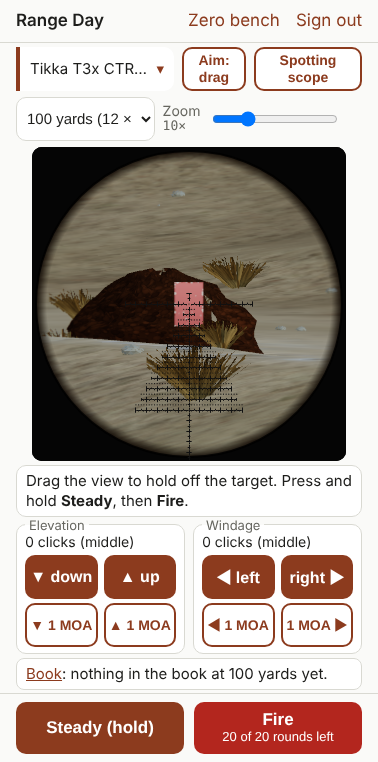 Range Day
Zero bench
Sign out
Tikka T3x CTR... ▾
Aim:
drag
Spotting
scope
100 yards (12 ×
Zoom
10×
Drag the view to hold off the target. Press and
hold Steady, then Fire.
Elevation
0 clicks (middle)
▼ down
▲ up
▼ 1 MOA
▲ 1 MOA
Windage
0 clicks (middle)
◀ left
right ▶
◀ 1 MOA
1 MOA ▶
Book: nothing in the book at 100 yards yet.
Steady (hold)
Fire
20 of 20 rounds left